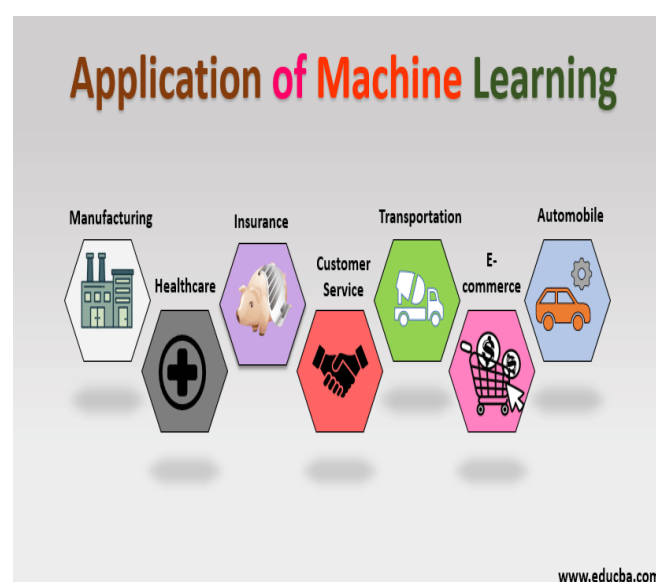 Application of Machine Learning
Manufacturing
Healthcare
Insurance
Customer
Service
Transportation
E-
commerce
Automobile
www.educba.com